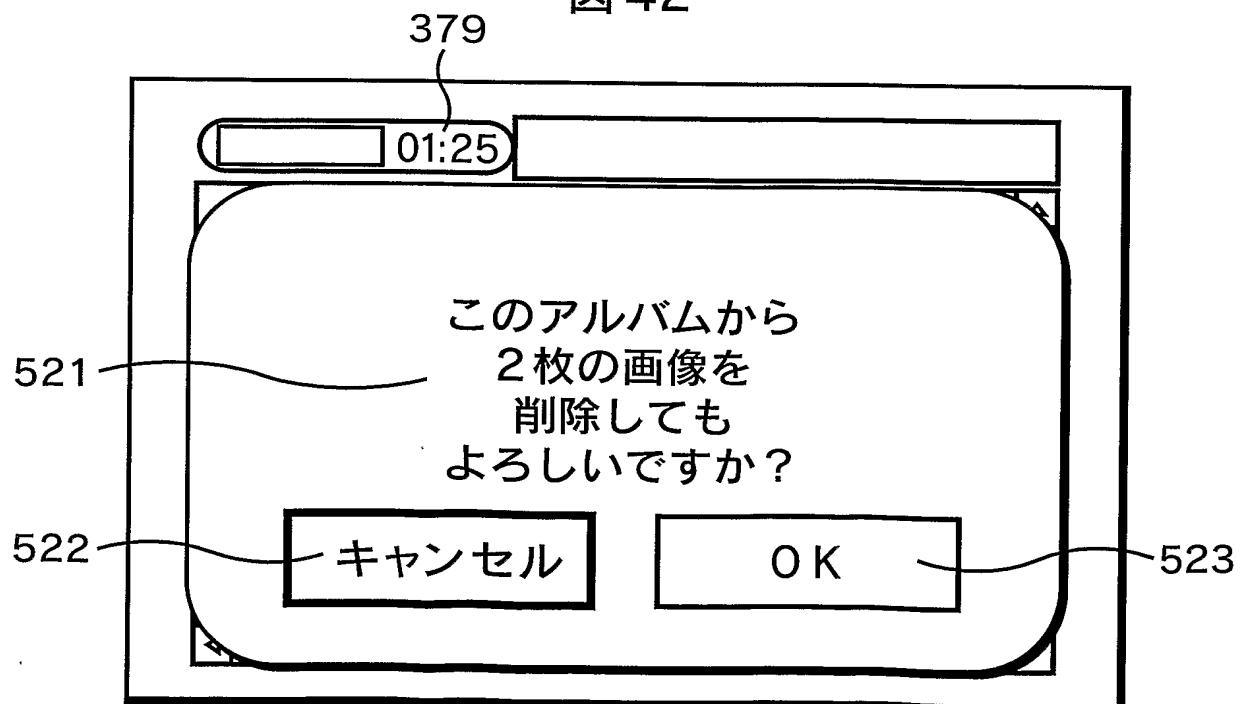 図42
379
01:25
このアルバムから
521
2枚の画像を
削除しても
よろしいですか？
522
キャンセル
OK
523